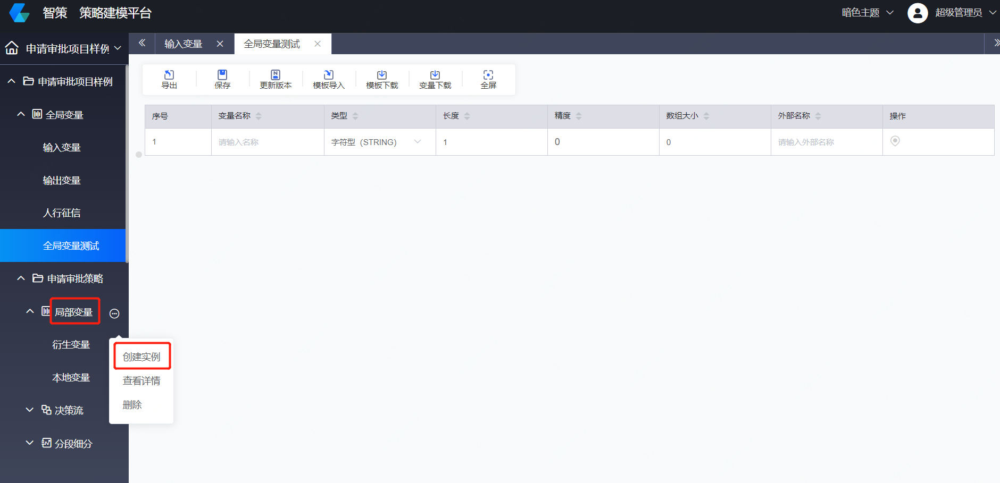 智策 策略建模平台
暗色主题
超级管理员
申请审批项目样例
输入变量
全局变量测试
导出
保存
更新版本
模板导入
模板下载
变量下载
全屏
序号 变量名称 类型 长度 精度 数组大小 外部名称 操作
1 请输入名称 字符型（STRING） 1 0 0 请输入外部名称
申请审批项目样例
全局变量
输入变量
输出变量
人行征信
全局变量测试
申请审批策略
局部变量
衍生变量
本地变量
决策流
分段细分
创建实例
查看详情
删除